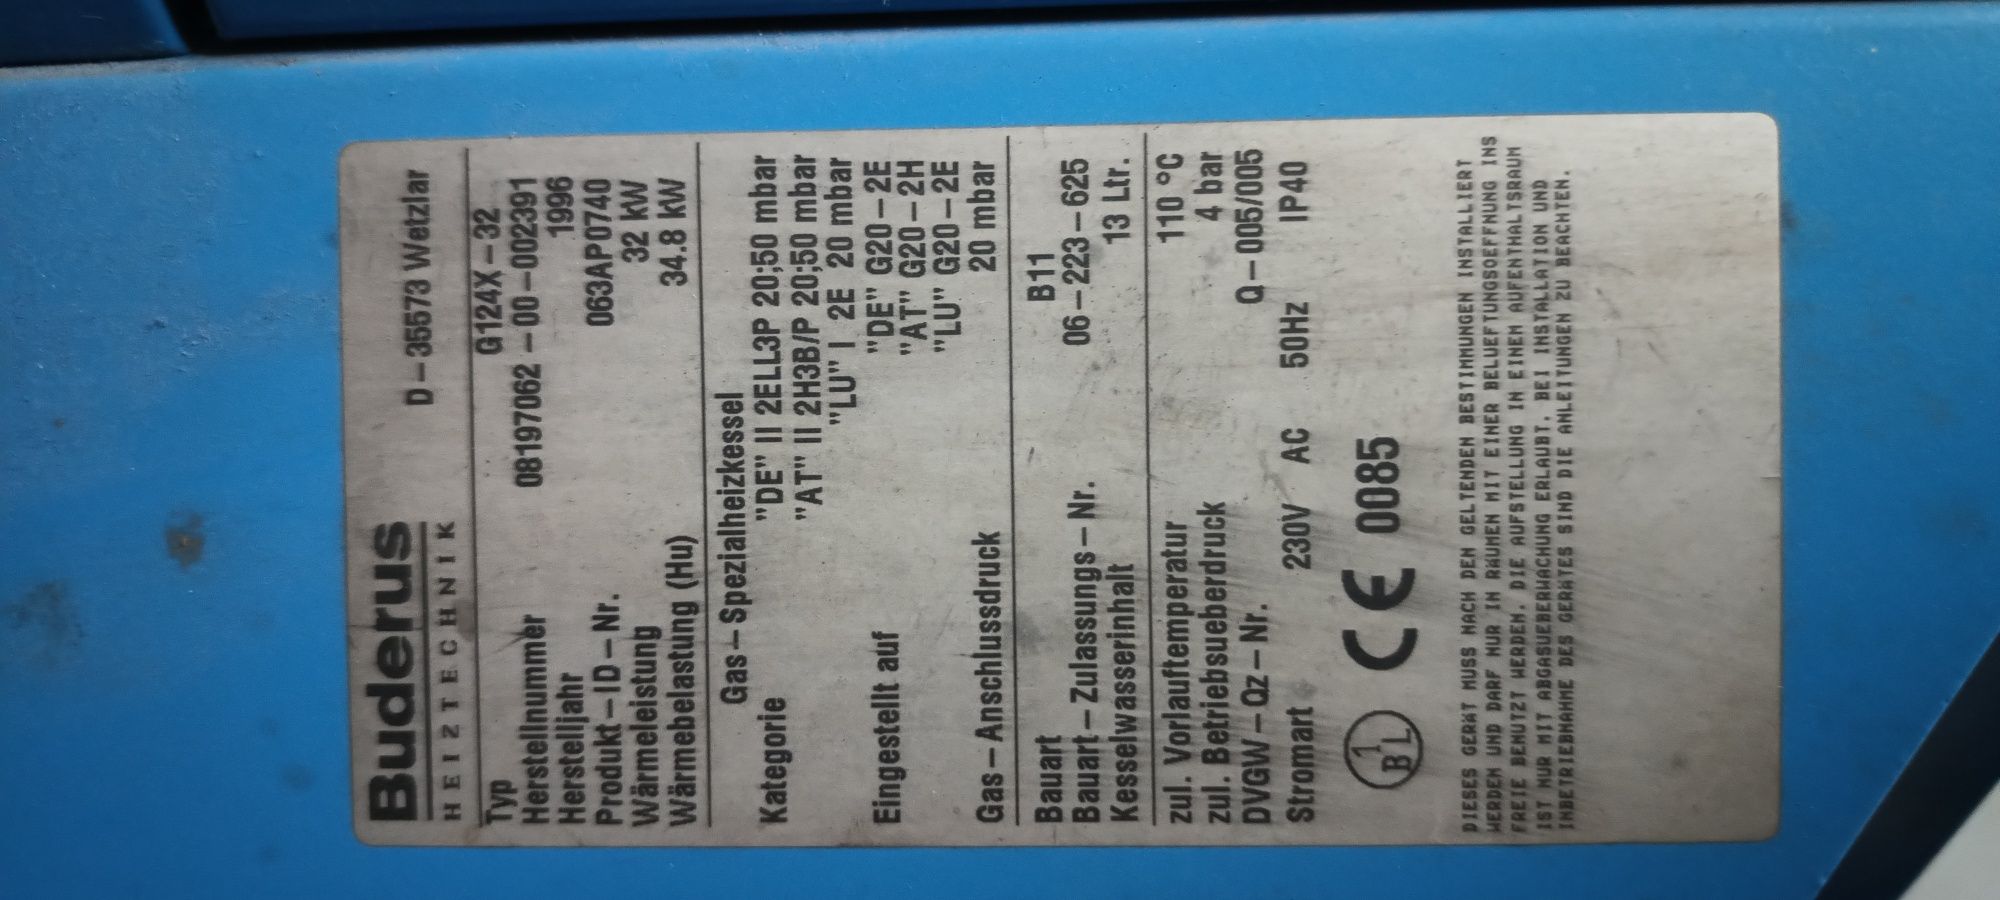 Buderus
HEIZTECHNIK D-35573 Wetzlar
Typ G124X-32
Herstellnummer 08197062-00-002391
Herstelljahr 1996
Produkt-ID-Nr. 063AP0740
Wärmeleistung 32 kW
Wärmebelastung (Hu) 34.8 kW
Gas-Spezialheizkessel
Kategorie "DE" II 2ELL3P 20;50 mbar
"AT" II 2H3B/P 20;50 mbar
"LU" I 2E 20 mbar
Eingestellt auf "DE" G20-2E
"AT" G20-2H
"LU" G20-2E
Gas-Anschlussdruck 20 mbar
Bauart B11
Bauart-Zulassungs-Nr. 06-223-625
Kesselwasserinhalt 13 Ltr.
zul. Vorlauftemperatur 110 °C
zul. Betriebsueberdruck 4 bar
DVGW-Qz-Nr. Q-005/005
Stromart 230V AC 50Hz IP40
1
B L CE 0085
DIESES GERÄT MUSS NACH DEN GELTENDEN BESTIMMUNGEN INSTALLIERT
WERDEN UND DARF NUR IN RÄUMEN MIT EINER BELUEFTUNGSOEFFNUNG INS
FREIE BENUTZT WERDEN. DIE AUFSTELLUNG IN EINEM AUFENTHALTSRAUM
IST NUR MIT ABGASUEBERWACHUNG ERLAUBT. BEI INSTALLATION UND
INBETRIEBNAHME DES GERÄTES SIND DIE ANLEITUNGEN ZU BEACHTEN.